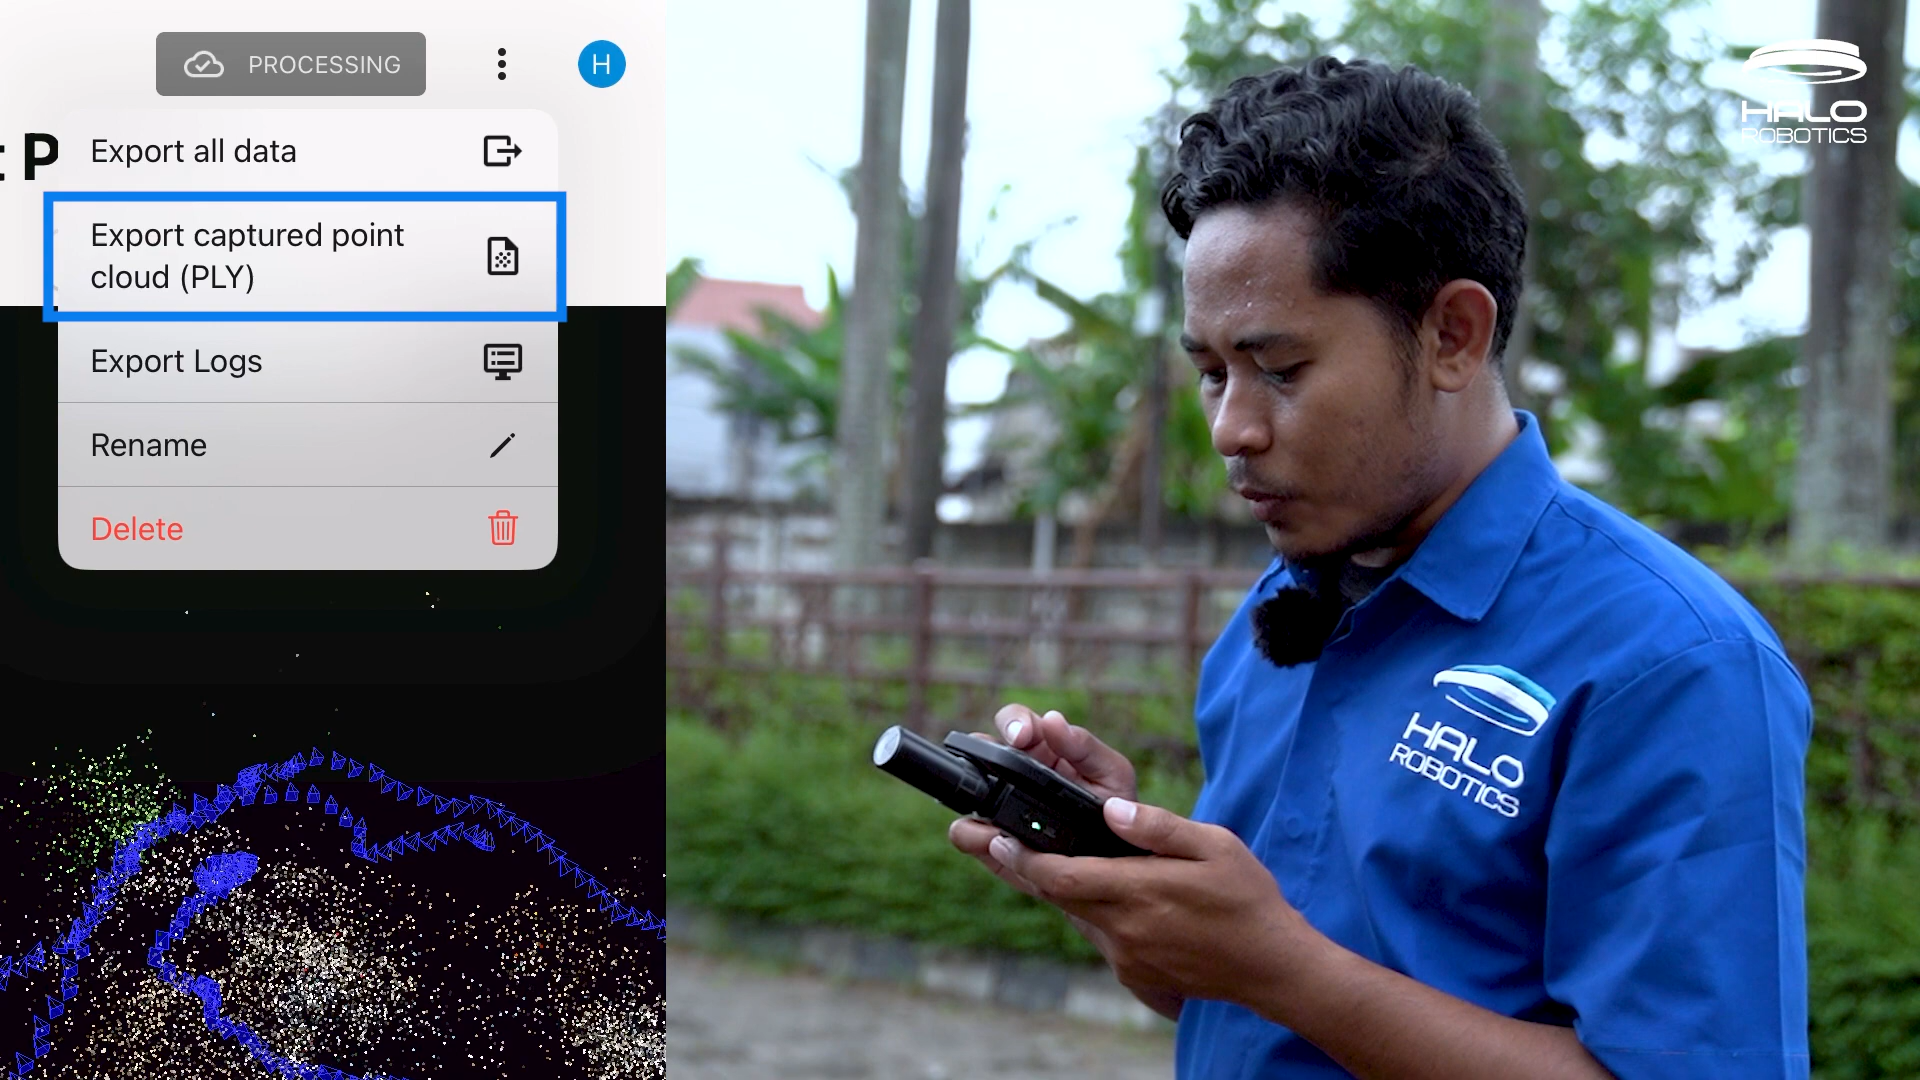 PROCESSING
H
P
Export all data
Export captured point
cloud (PLY)
Export Logs
Rename
Delete
HALO
ROBOTICS
HALO
ROBOTICS